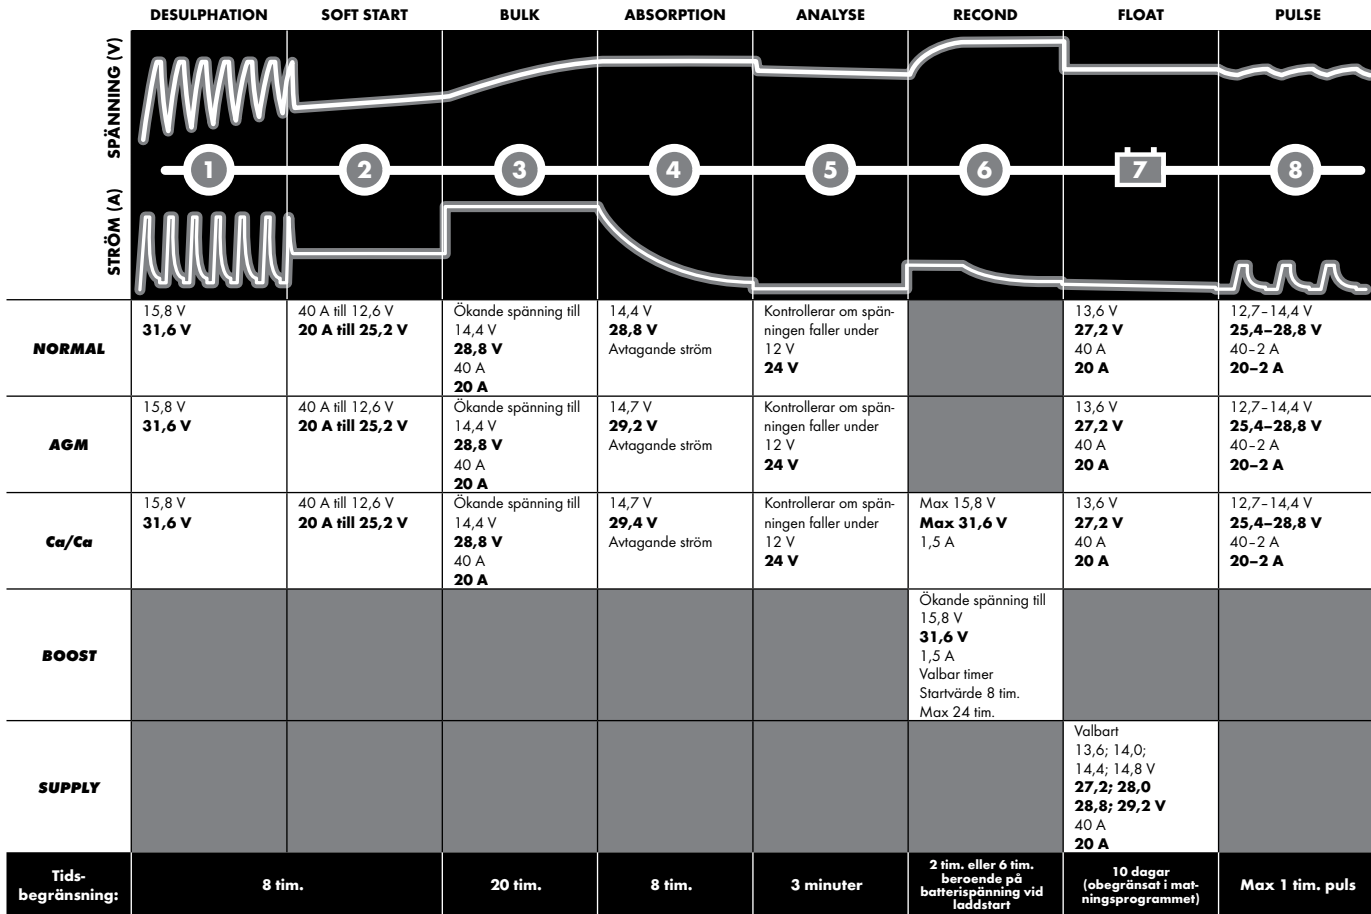 DESULPHATION SOFT START BULK ABSORPTION ANALYSE RECOND FLOAT PULSE
SPÄNNING (V)
1 2 3 4 5 6 7 8
STRÖM (A)
NORMAL
15,8 V
31,6 V
40 A till 12,6 V
20 A till 25,2 V
Ökande spänning till
14,4 V
28,8 V
40 A
20 A
14,4 V
28,8 V
Avtagande ström
Kontrollerar om spän-
ningen faller under
12 V
24 V
13,6 V
27,2 V
40 A
20 A
12,7–14,4 V
25,4–28,8 V
40–2 A
20–2 A
AGM
15,8 V
31,6 V
40 A till 12,6 V
20 A till 25,2 V
Ökande spänning till
14,4 V
28,8 V
40 A
20 A
14,7 V
29,2 V
Avtagande ström
Kontrollerar om spän-
ningen faller under
12 V
24 V
13,6 V
27,2 V
40 A
20 A
12,7–14,4 V
25,4–28,8 V
40–2 A
20–2 A
Ca/Ca
15,8 V
31,6 V
40 A till 12,6 V
20 A till 25,2 V
Ökande spänning till
14,4 V
28,8 V
40 A
20 A
14,7 V
29,4 V
Avtagande ström
Kontrollerar om spän-
ningen faller under
12 V
24 V
Max 15,8 V
Max 31,6 V
1,5 A
13,6 V
27,2 V
40 A
20 A
12,7–14,4 V
25,4–28,8 V
40–2 A
20–2 A
BOOST
Ökande spänning till
15,8 V
31,6 V
1,5 A
Valbar timer
Startvärde 8 tim.
Max 24 tim.
SUPPLY
Valbart
13,6; 14,0;
14,4; 14,8 V
27,2; 28,0
28,8; 29,2 V
40 A
20 A
Tids-
begränsning:
8 tim.
20 tim.
8 tim.
3 minuter
2 tim. eller 6 tim.
beroende på
batterispänning vid
laddstart
10 dagar
(obegränsat i mat-
ningsprogrammet)
Max 1 tim. puls